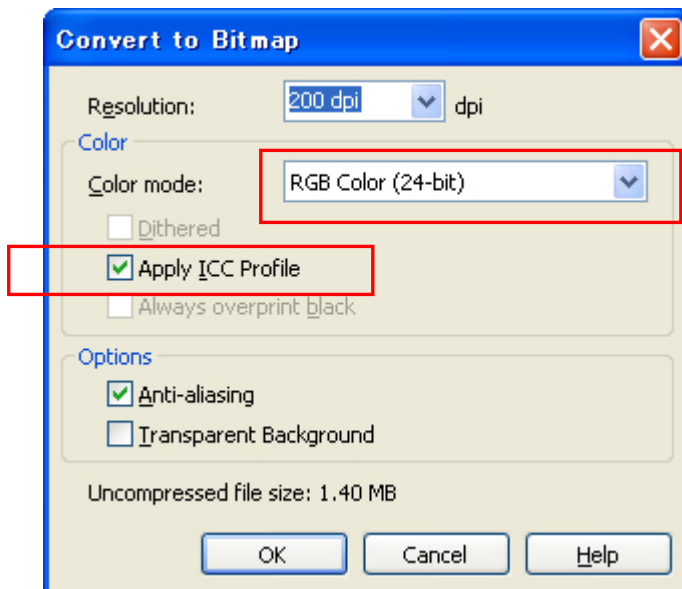 Convert to Bitmap
Resolution: 200 dpi dpi
Color
Color mode: RGB Color (24-bit)
Dithered
Apply ICC Profile
Always overprint black
Options
Anti-aliasing
Transparent Background
Uncompressed file size: 1.40 MB
OK Cancel Help